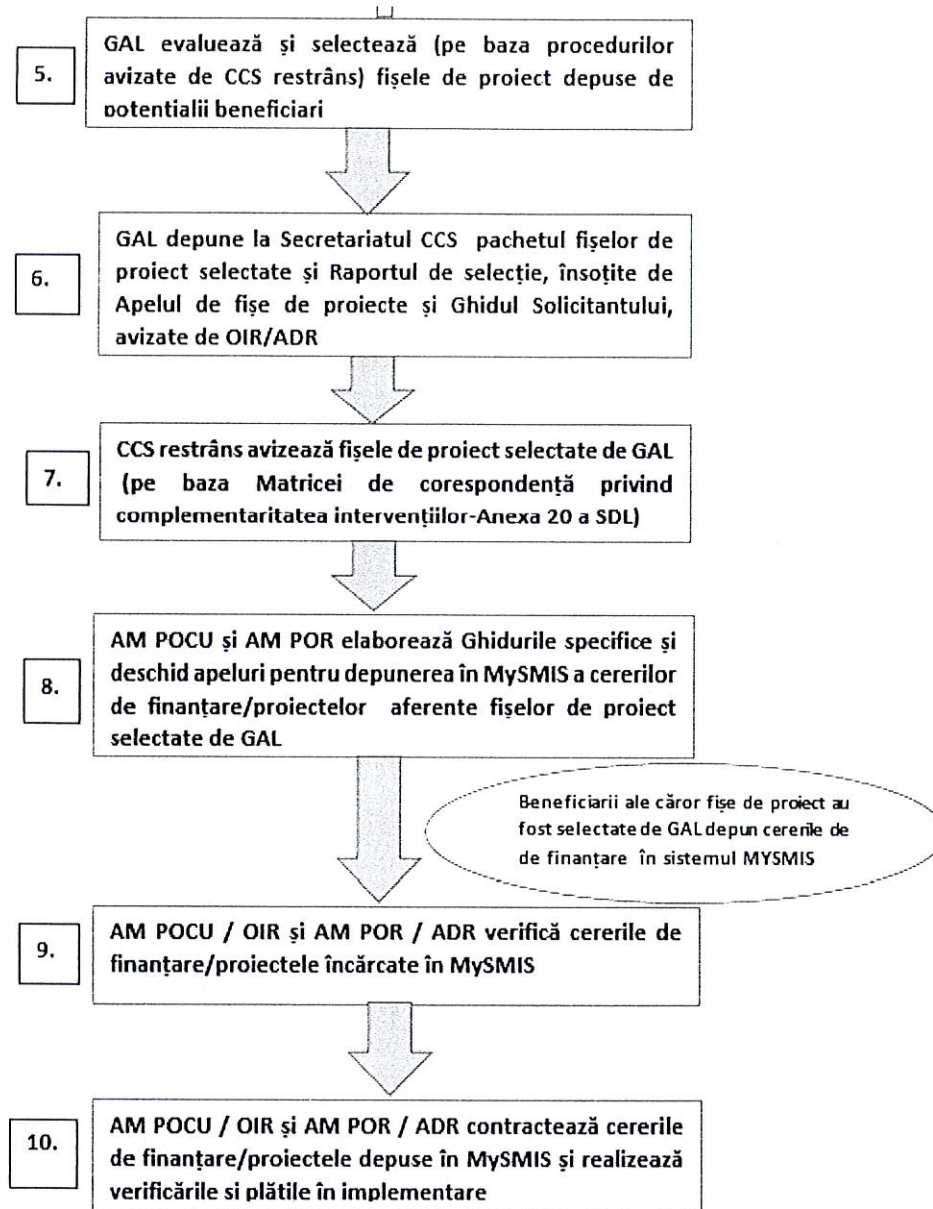 5.
GAL evaluează și selectează (pe baza procedurilor
avizate de CCS restrâns) fișele de proiect depuse de
potentialii beneficiari
6.
GAL depune la Secretariatul CCS pachetul fișelor de
proiect selectate și Raportul de selecție, însoțite de
Apelul de fișe de proiecte și Ghidul Solicitantului,
avizate de OIR/ADR
7.
CCS restrâns avizează fișele de proiect selectate de GAL
(pe baza Matricei de corespondență privind
complementaritatea intervențiilor-Anexa 20 a SDL)
8.
AM POCU și AM POR elaborează Ghidurile specifice și
deschid apeluri pentru depunerea în MySMIS a cererilor
de finanțare/proiectelor aferente fișelor de proiect
selectate de GAL
Beneficiarii ale căror fișe de proiect au
fost selectate de GAL depun cererile de
de finanțare în sistemul MYSMIS
9.
AM POCU / OIR și AM POR / ADR verifică cererile de
finanțare/proiectele încărcate în MySMIS
10.
AM POCU / OIR și AM POR / ADR contractează cererile
de finanțare/proiectele depuse în MySMIS și realizează
verificările si plătile în implementare